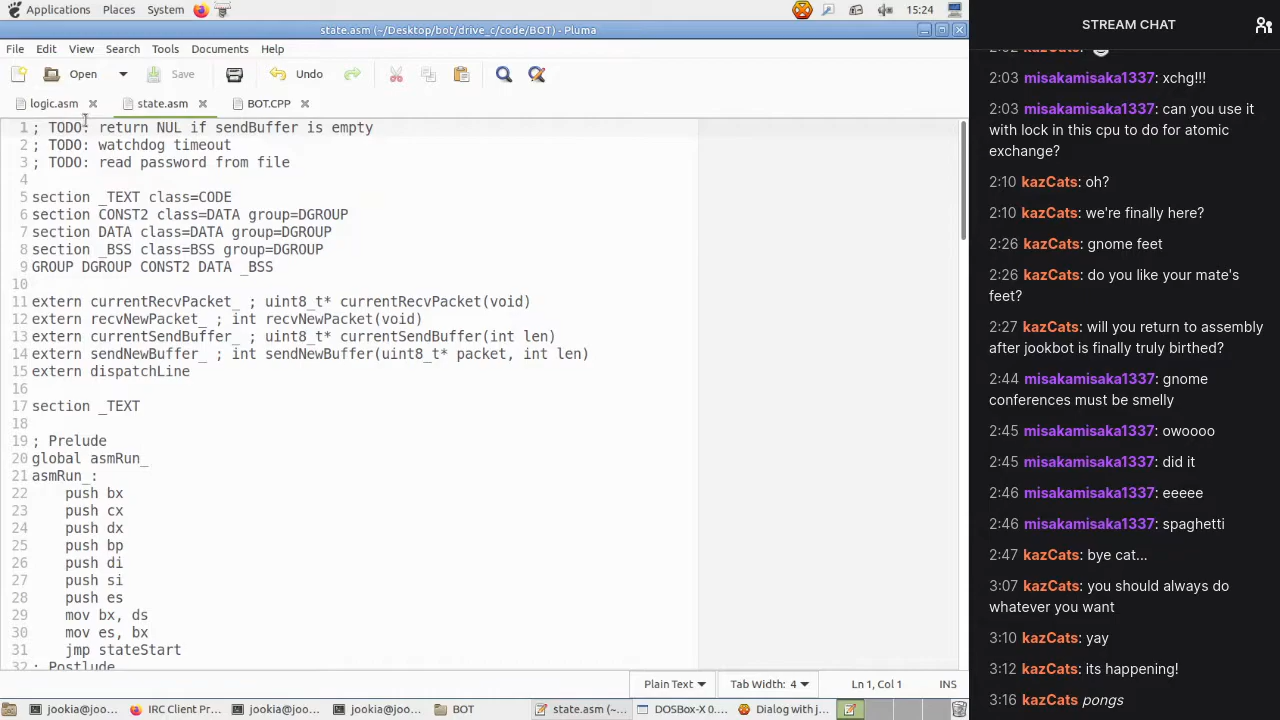 Applications Places System 15:24
state.asm (~/Desktop/bot/drive_c/code/BOT) - Pluma
File Edit View Search Tools Documents Help
Open Save Undo
logic.asm state.asm BOT.CPP
1 ; TODO: return NUL if sendBuffer is empty
2 ; TODO: watchdog timeout
3 ; TODO: read password from file
4
5 section _TEXT class=CODE
6 section CONST2 class=DATA group=DGROUP
7 section DATA class=DATA group=DGROUP
8 section _BSS class=BSS group=DGROUP
9 GROUP DGROUP CONST2 DATA _BSS
10
11 extern currentRecvPacket_ ; uint8_t* currentRecvPacket(void)
12 extern recvNewPacket_ ; int recvNewPacket(void)
13 extern currentSendBuffer_ ; uint8_t* currentSendBuffer(int len)
14 extern sendNewBuffer_ ; int sendNewBuffer(uint8_t* packet, int len)
15 extern dispatchLine
16
17 section _TEXT
18
19 ; Prelude
20 global asmRun_
21 asmRun_:
22 push bx
23 push cx
24 push dx
25 push bp
26 push di
27 push si
28 push es
29 mov bx, ds
30 mov es, bx
31 jmp stateStart
32 ; Postlude
Plain Text Tab Width: 4 Ln 1, Col 1 INS
jookia@joo... IRC Client Pr... jookia@joo... jookia@joo... BOT state.asm (~... DOSBox-X 0.... Dialog with j...
STREAM CHAT
2:02 kazCats:
2:03 misakamisaka1337: xchg!!!
2:03 misakamisaka1337: can you use it
with lock in this cpu to do for atomic
exchange?
2:10 kazCats: oh?
2:10 kazCats: we're finally here?
2:26 kazCats: gnome feet
2:26 kazCats: do you like your mate's
feet?
2:27 kazCats: will you return to assembly
after jookbot is finally truly birthed?
2:44 misakamisaka1337: gnome
conferences must be smelly
2:45 misakamisaka1337: owoooo
2:45 misakamisaka1337: did it
2:46 misakamisaka1337: eeeee
2:46 misakamisaka1337: spaghetti
2:47 kazCats: bye cat...
3:07 kazCats: you should always do
whatever you want
3:10 kazCats: yay
3:12 kazCats: its happening!
3:16 kazCats pongs